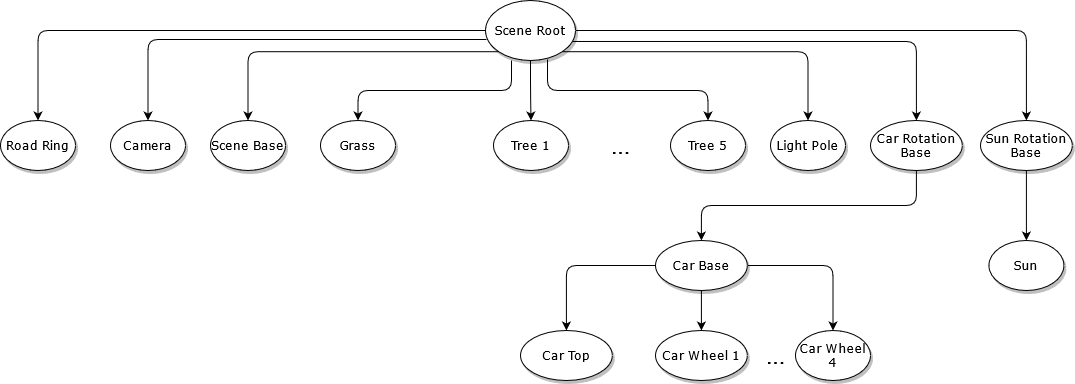 Scene Root
Road Ring
Camera
Scene Base
Grass
Tree 1
...
Tree 5
Light Pole
Car Rotation
Base
Sun Rotation
Base
Car Base
Sun
Car Top
Car Wheel 1
...
Car Wheel
4